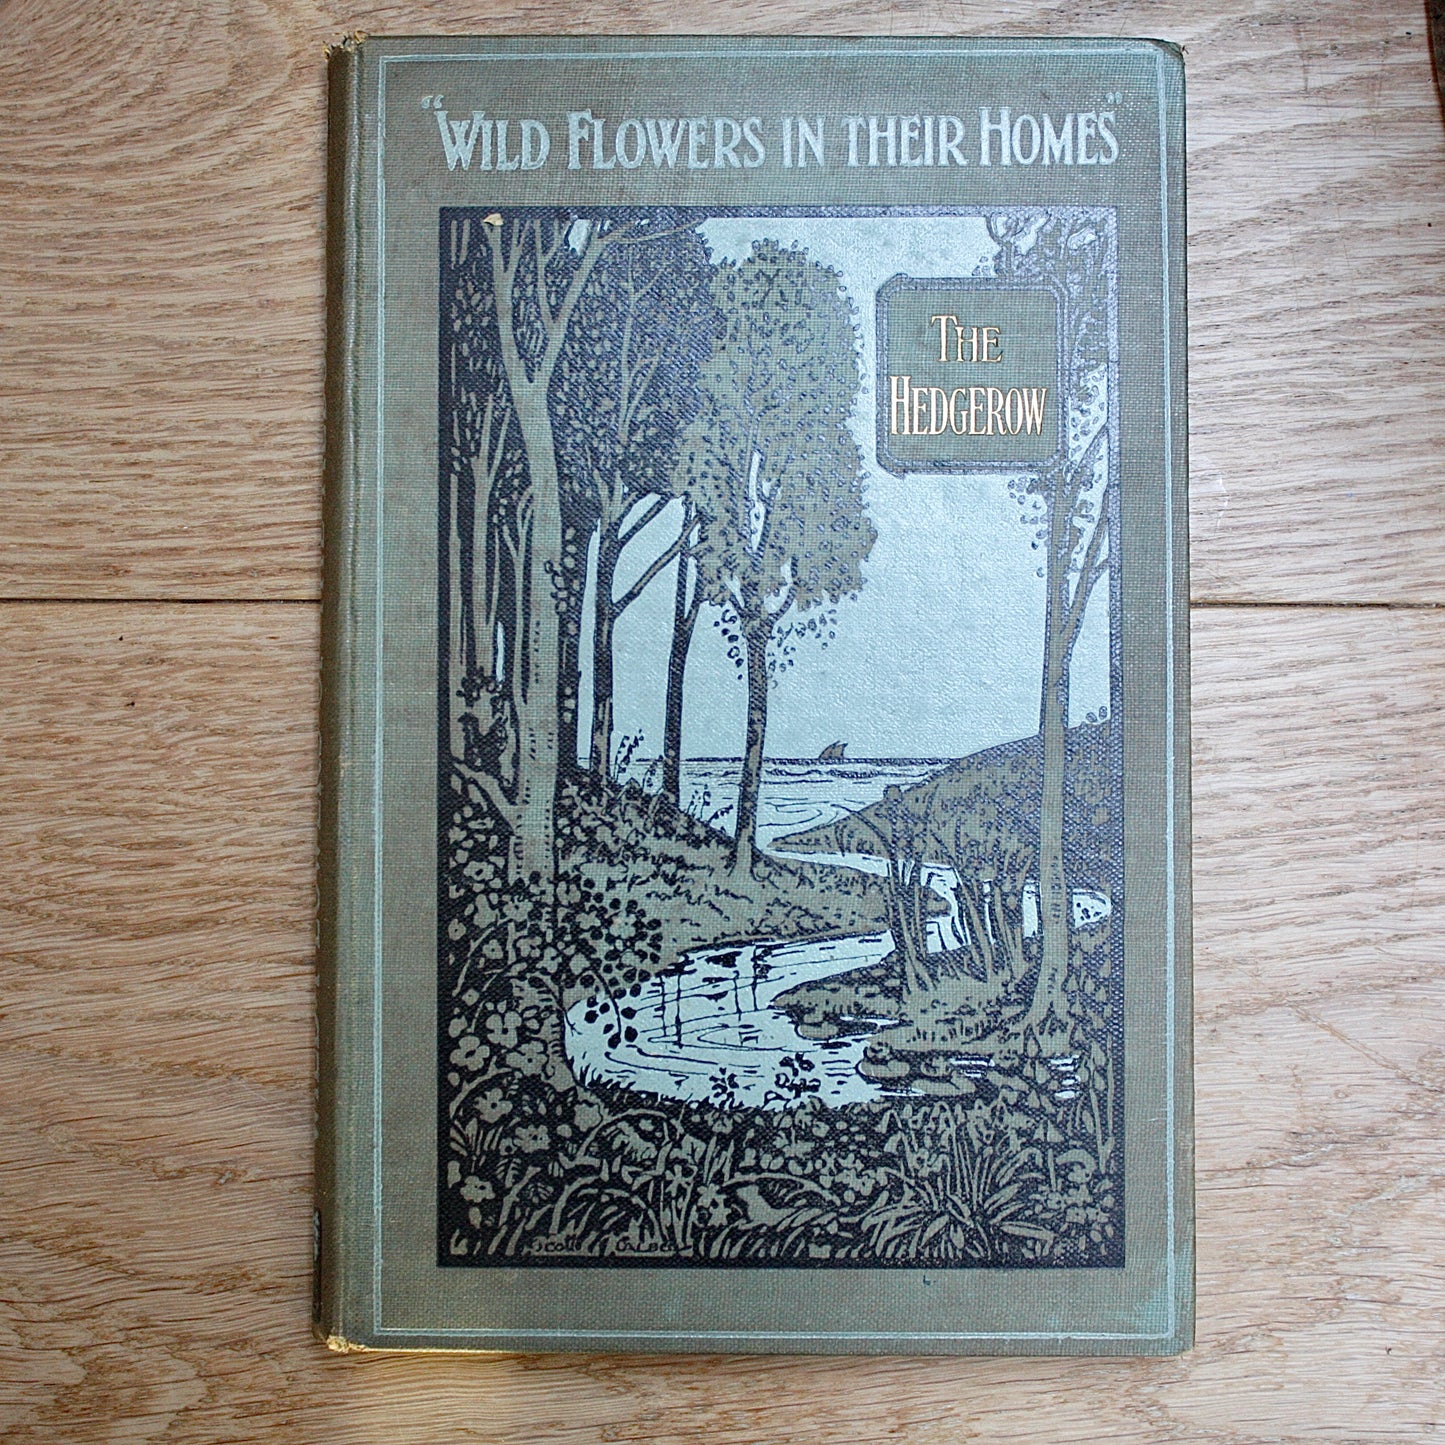 "WILD FLOWERS IN THEIR HOMES"
THE
HEDGEROW